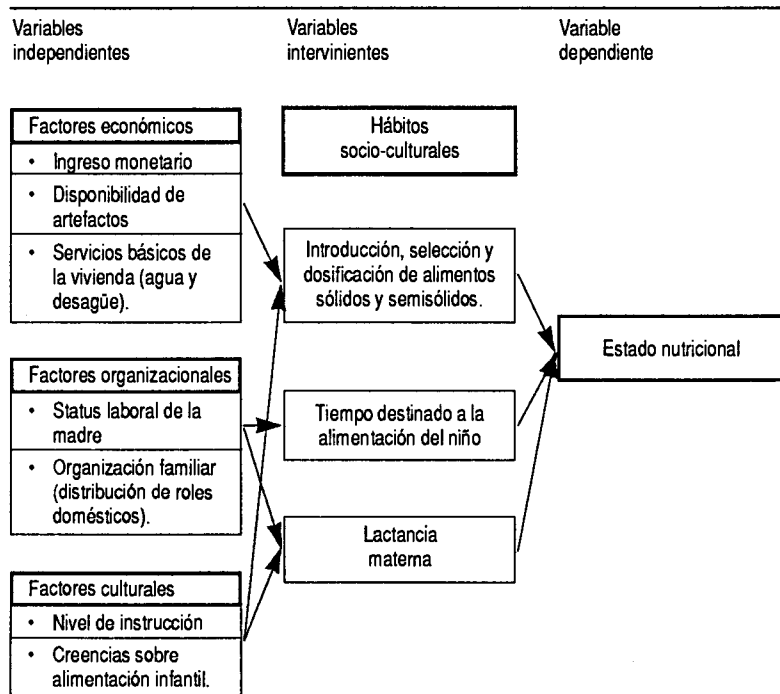 Variables
independientes
Variables
intervinientes
Variable
dependiente
Factores económicos
• Ingreso monetario
• Disponibilidad de
artefactos
• Servicios básicos de
la vivienda (agua y
desagüe).
Factores organizacionales
• Status laboral de la
madre
• Organización familiar
(distribución de roles
domésticos).
Factores culturales
• Nivel de instrucción
• Creencias sobre
alimentación infantil.
Hábitos
socio-culturales
Introducción, selección y
dosificación de alimentos
sólidos y semisólidos.
Tiempo destinado a la
alimentación del niño
Lactancia
materna
Estado nutricional